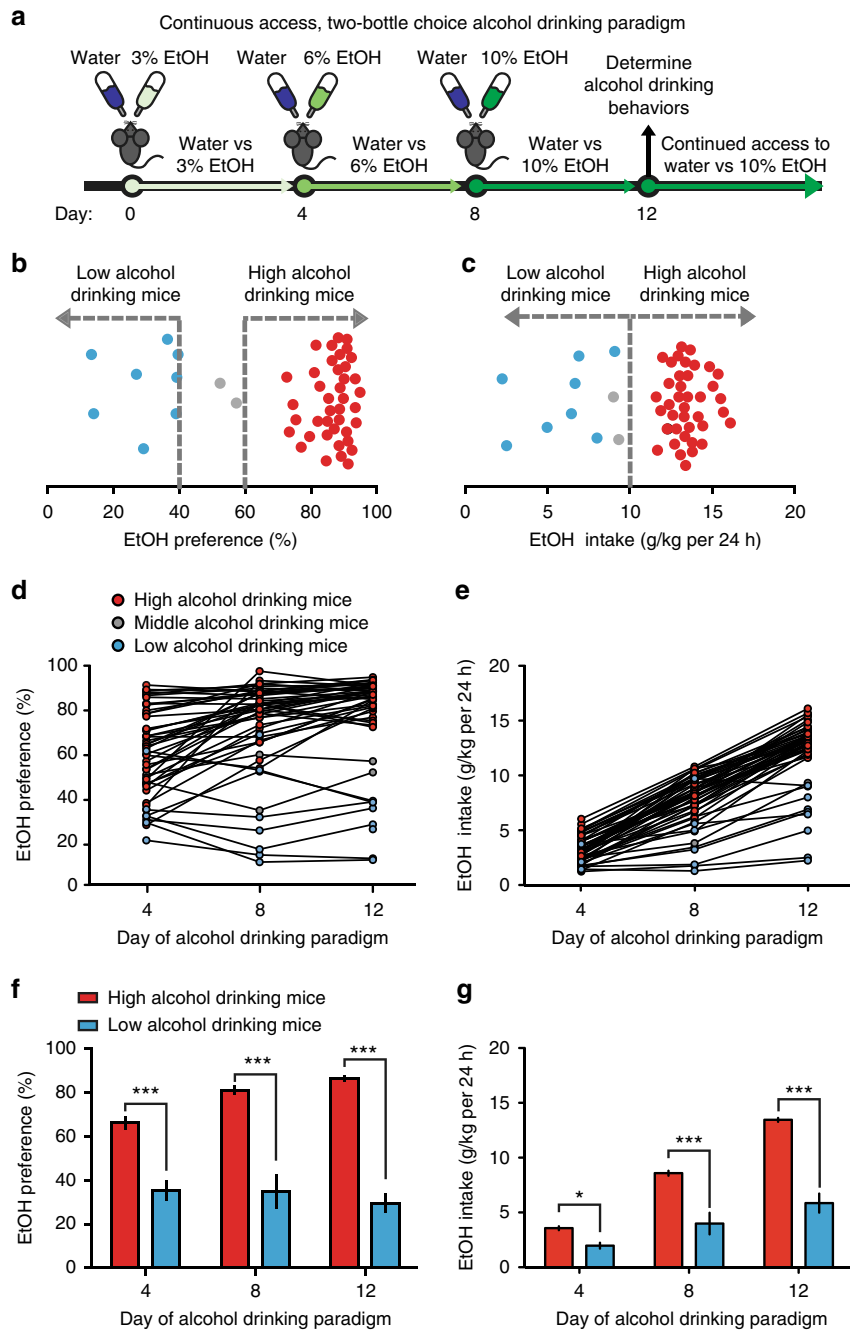 a
Continuous access, two-bottle choice alcohol drinking paradigm
Water 3% EtOH
Water 6% EtOH
Water 10% EtOH
Determine
alcohol drinking
behaviors
Water vs
3% EtOH
Water vs
6% EtOH
Water vs
10% EtOH
Continued access to
water vs 10% EtOH
Day: 0 4 8 12
b
Low alcohol
drinking mice
High alcohol
drinking mice
0 20 40 60 80 100
EtOH preference (%)
c
Low alcohol
drinking mice
High alcohol
drinking mice
0 5 10 15 20
EtOH intake (g/kg per 24 h)
d
High alcohol drinking mice
Middle alcohol drinking mice
Low alcohol drinking mice
EtOH preference (%)
100
80
60
40
20
0
4 8 12
Day of alcohol drinking paradigm
e
EtOH intake (g/kg per 24 h)
20
15
10
5
0
4 8 12
Day of alcohol drinking paradigm
f
High alcohol drinking mice
Low alcohol drinking mice
EtOH preference (%)
100
80
60
40
20
0
*** *** ***
4 8 12
Day of alcohol drinking paradigm
g
EtOH intake (g/kg per 24 h)
20
15
10
5
0
* *** ***
4 8 12
Day of alcohol drinking paradigm